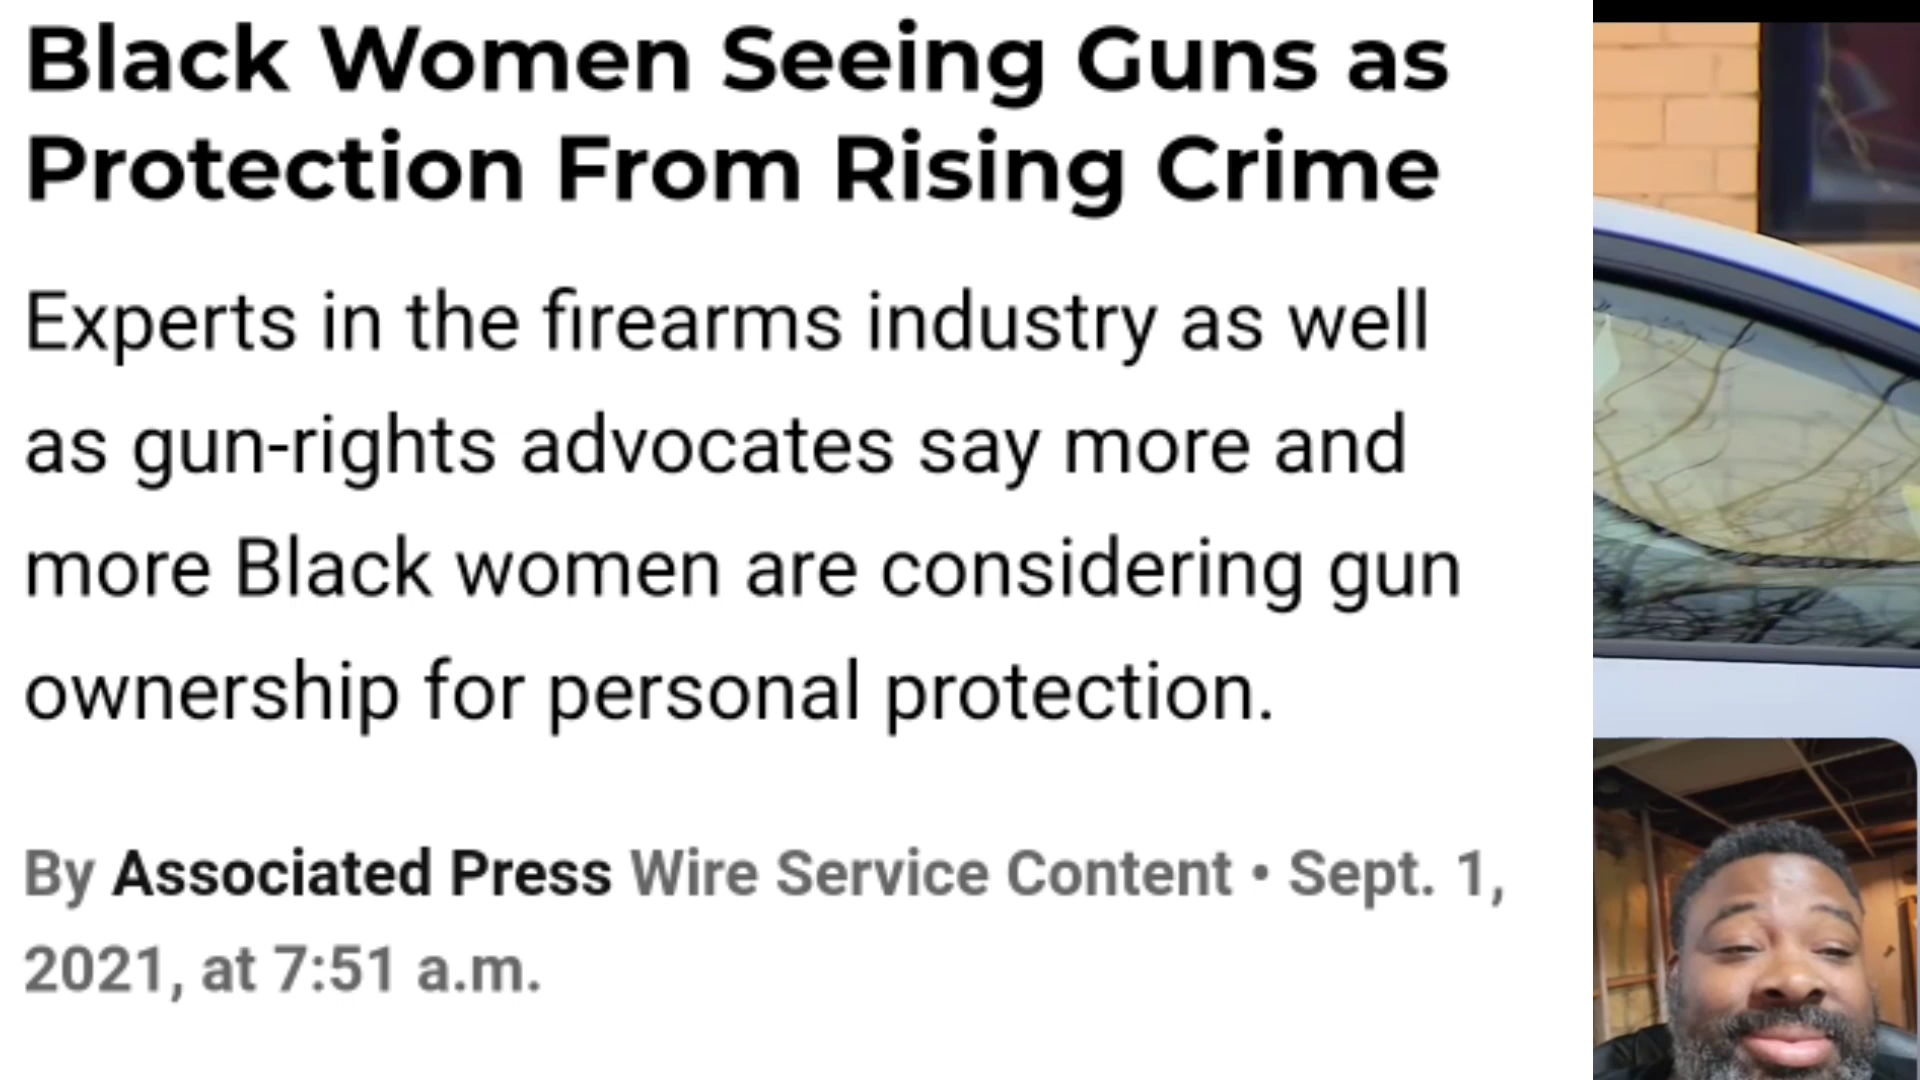 Black Women Seeing Guns as
Protection From Rising Crime
Experts in the firearms industry as well
as gun-rights advocates say more and
more Black women are considering gun
ownership for personal protection.
By Associated Press Wire Service Content • Sept. 1,
2021, at 7:51 a.m.